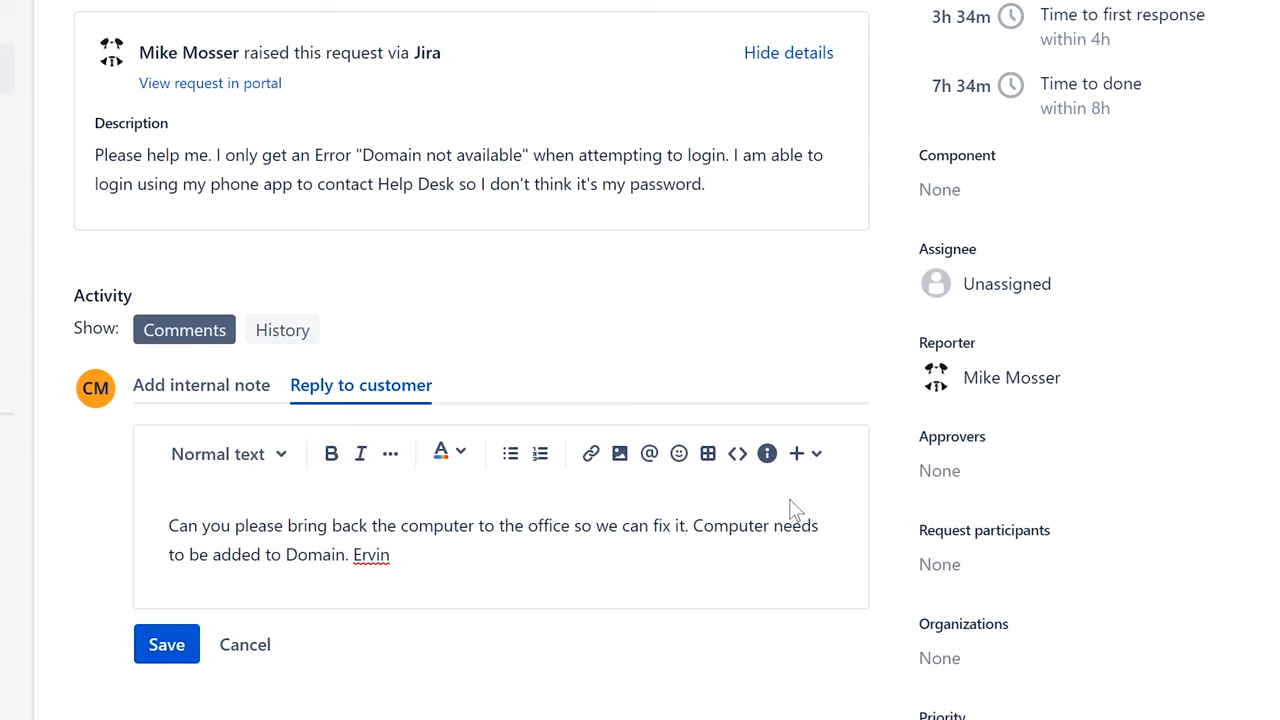 Mike Mosser raised this request via Jira
Hide details
View request in portal
Description
Please help me. I only get an Error "Domain not available" when attempting to login. I am able to
login using my phone app to contact Help Desk so I don't think it's my password.
Activity
Show: Comments History
CM
Add internal note Reply to customer
Normal text B I ••• A @
Can you please bring back the computer to the office so we can fix it. Computer needs
to be added to Domain. Ervin
Save Cancel
3h 34m Time to first response
within 4h
7h 34m Time to done
within 8h
Component
None
Assignee
Unassigned
Reporter
Mike Mosser
Approvers
None
Request participants
None
Organizations
None
Priority